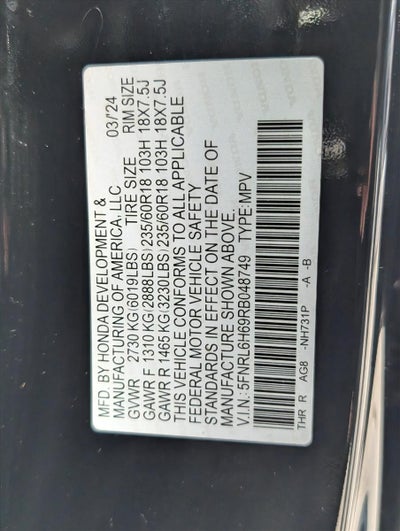 MFD. BY HONDA DEVELOPMENT &
MANUFACTURING OF AMERICA, LLC 03/'24
GVWR 2730 KG (6019LBS) TIRE SIZE RIM SIZE
GAWR F 1310 KG (2888LBS) 235/60R18 103H 18X7.5J
GAWR R 1465 KG (3230LBS) 235/60R18 103H 18X7.5J
THIS VEHICLE CONFORMS TO ALL APPLICABLE
FEDERAL MOTOR VEHICLE SAFETY
STANDARDS IN EFFECT ON THE DATE OF
MANUFACTURE SHOWN ABOVE.
V.I.N.: 5FNRL6H69RB048749 TYPE:MPV
THR R AG8 -NH731P -A -B